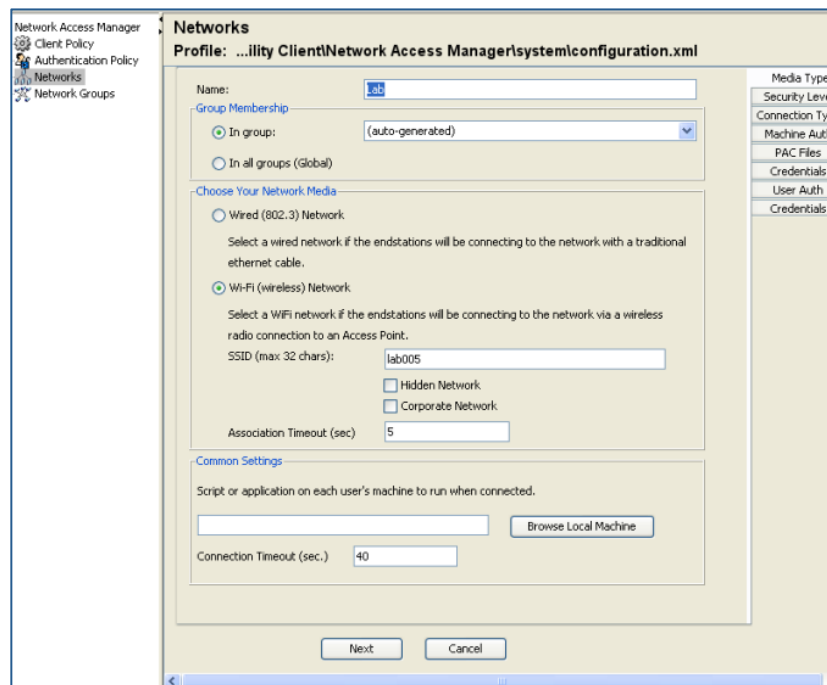 Network Access Manager
Client Policy
Authentication Policy
Networks
Network Groups
Networks
Profile: ...ility Client\Network Access Manager\system\configuration.xml
Name:
Lab
Group Membership
In group:
(auto-generated)
In all groups (Global)
Choose Your Network Media
Wired (802.3) Network
Select a wired network if the endstations will be connecting to the network with a traditional
ethernet cable.
Wi-Fi (wireless) Network
Select a WiFi network if the endstations will be connecting to the network via a wireless
radio connection to an Access Point.
SSID (max 32 chars):
lab005
Hidden Network
Corporate Network
Association Timeout (sec)
5
Common Settings
Script or application on each user's machine to run when connected.
Browse Local Machine
Connection Timeout (sec.)
40
Next
Cancel
Media Type
Security Leve
Connection Ty
Machine Aut
PAC Files
Credentials
User Auth
Credentials